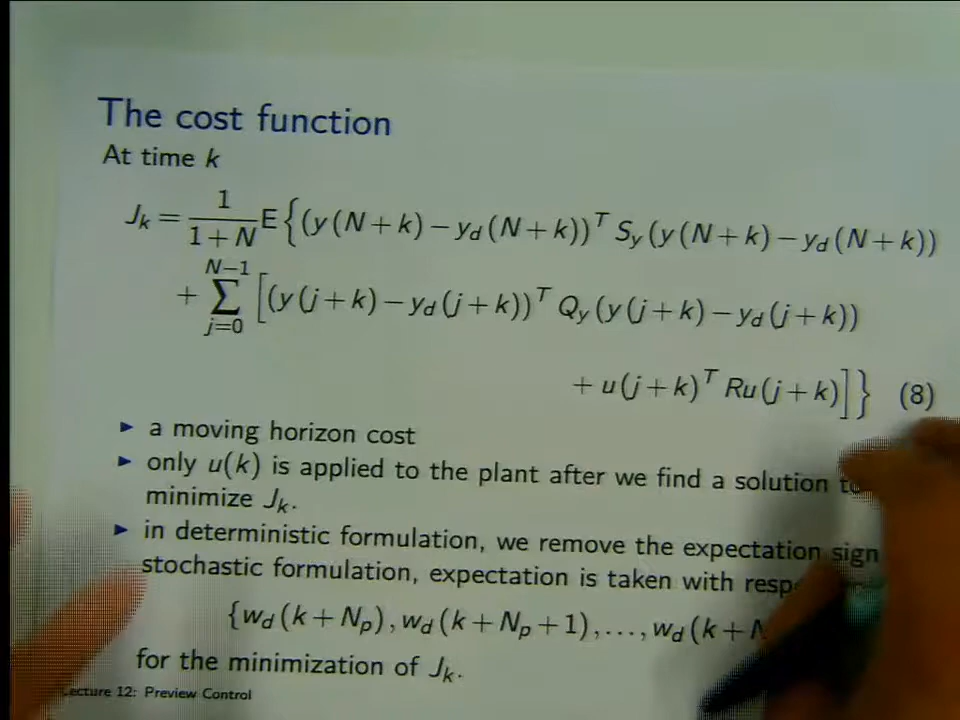 The cost function
At time k
J_k = \frac{1}{1+N} E { (y(N+k) − y_d(N+k))^T S_y (y(N+k) − y_d(N+k))
+ \sum_{j=0}^{N−1} [ (y(j+k) − y_d(j+k))^T Q_y (y(j+k) − y_d(j+k))
+ u(j+k)^T Ru(j+k) ] } (8)
► a moving horizon cost
► only u(k) is applied to the plant after we find a solution
minimize J_k.
► in deterministic formulation, we remove the expectation sign
stochastic formulation, expectation is taken with
{w_d(k+N_p), w_d(k+N_p+1), ..., w_d(k+
for the minimization of J_k.
Lecture 12: Preview Control